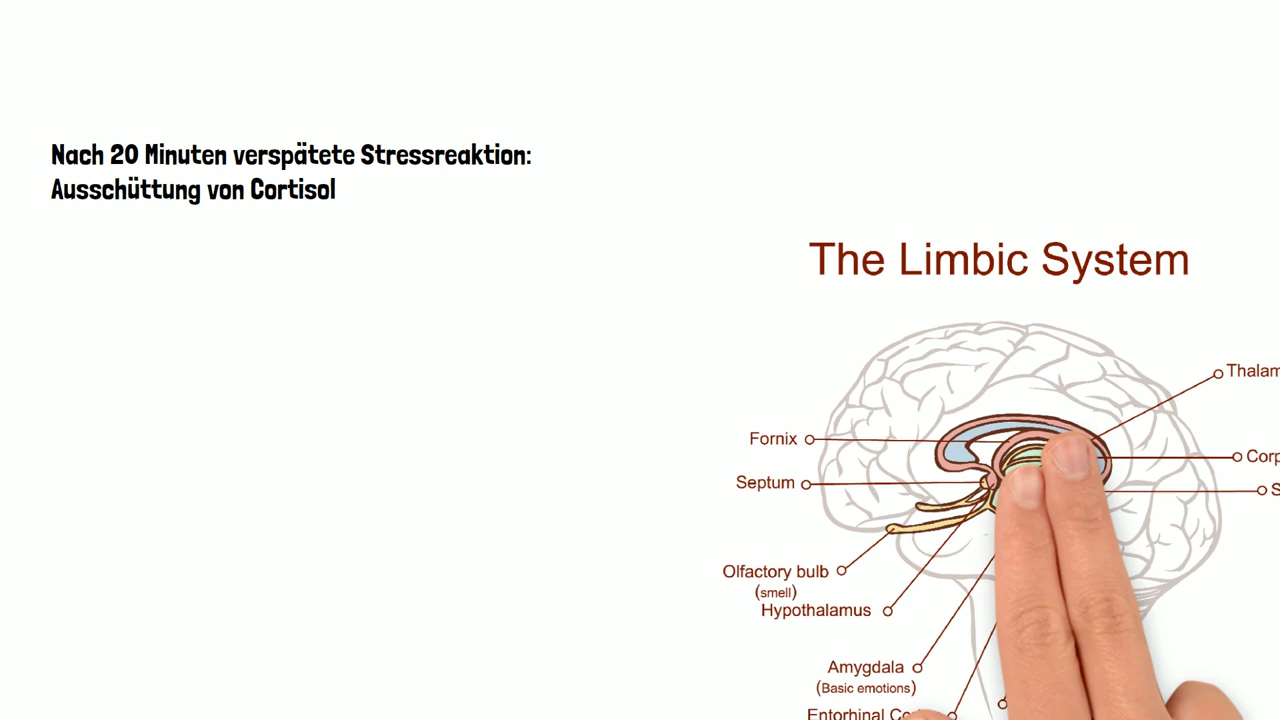 Nach 20 Minuten verspätete Stressreaktion:
Ausschüttung von Cortisol
The Limbic System
Fornix
Septum
Olfactory bulb
(smell)
Hypothalamus
Amygdala
(Basic emotions)
Entorhinal